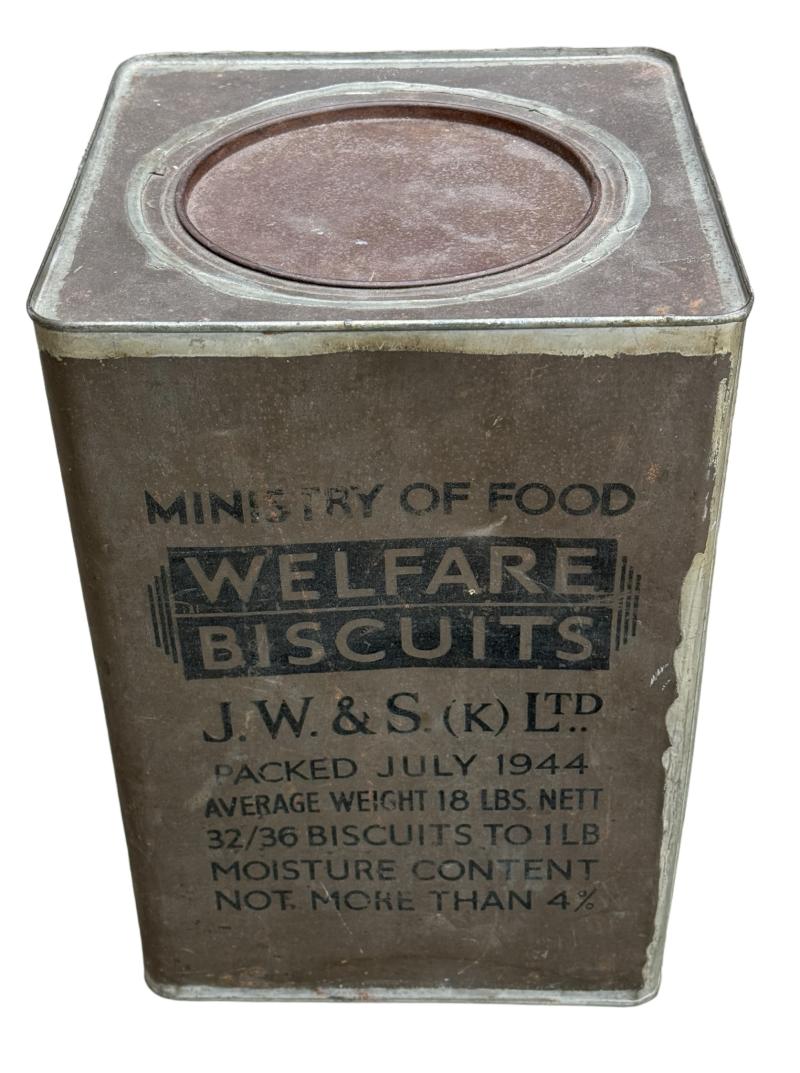 MINISTRY OF FOOD
WELFARE
BISCUITS
J.W. & S. (K) LTD
PACKED JULY 1944
AVERAGE WEIGHT 18 LBS. NETT
32/36 BISCUITS TO 1 LB
MOISTURE CONTENT
NOT MORE THAN 4%